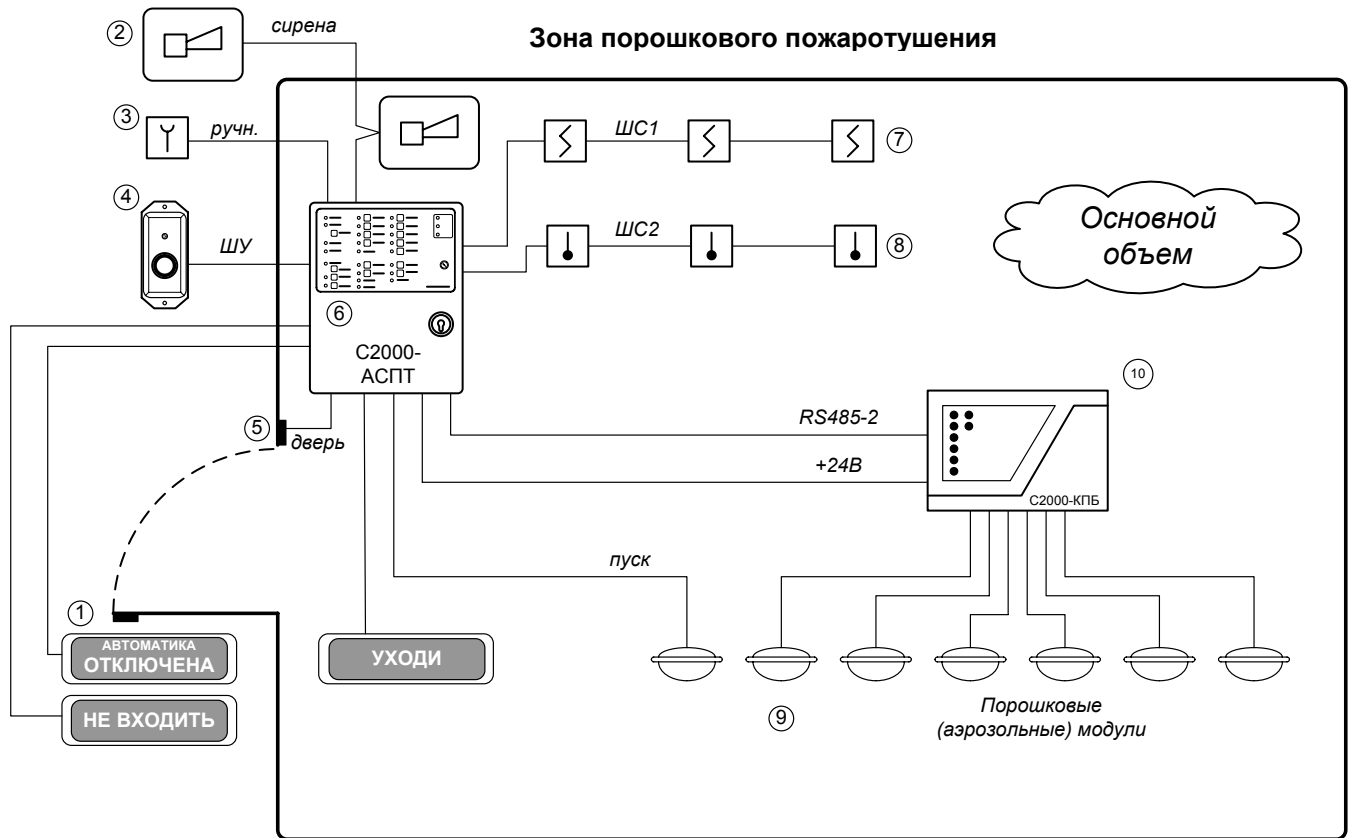 Зона порошкового пожаротушения
2
сирена
3
ручн.
ШС1
7
4
ШУ
ШС2
8
Основной
объем
6
С2000-
АСПТ
10
5
дверь
RS485-2
+24В
С2000-КПБ
пуск
1
АВТОМАТИКА
ОТКЛЮЧЕНА
УХОДИ
НЕ ВХОДИТЬ
9
Порошковые
(аэрозольные) модули